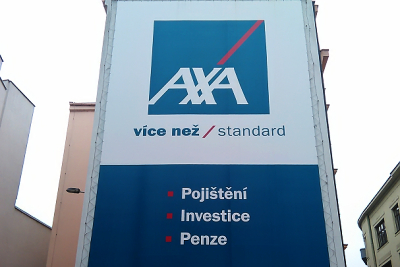 AXA
více než / standard
▪ Pojištění
▪ Investice
▪ Penze